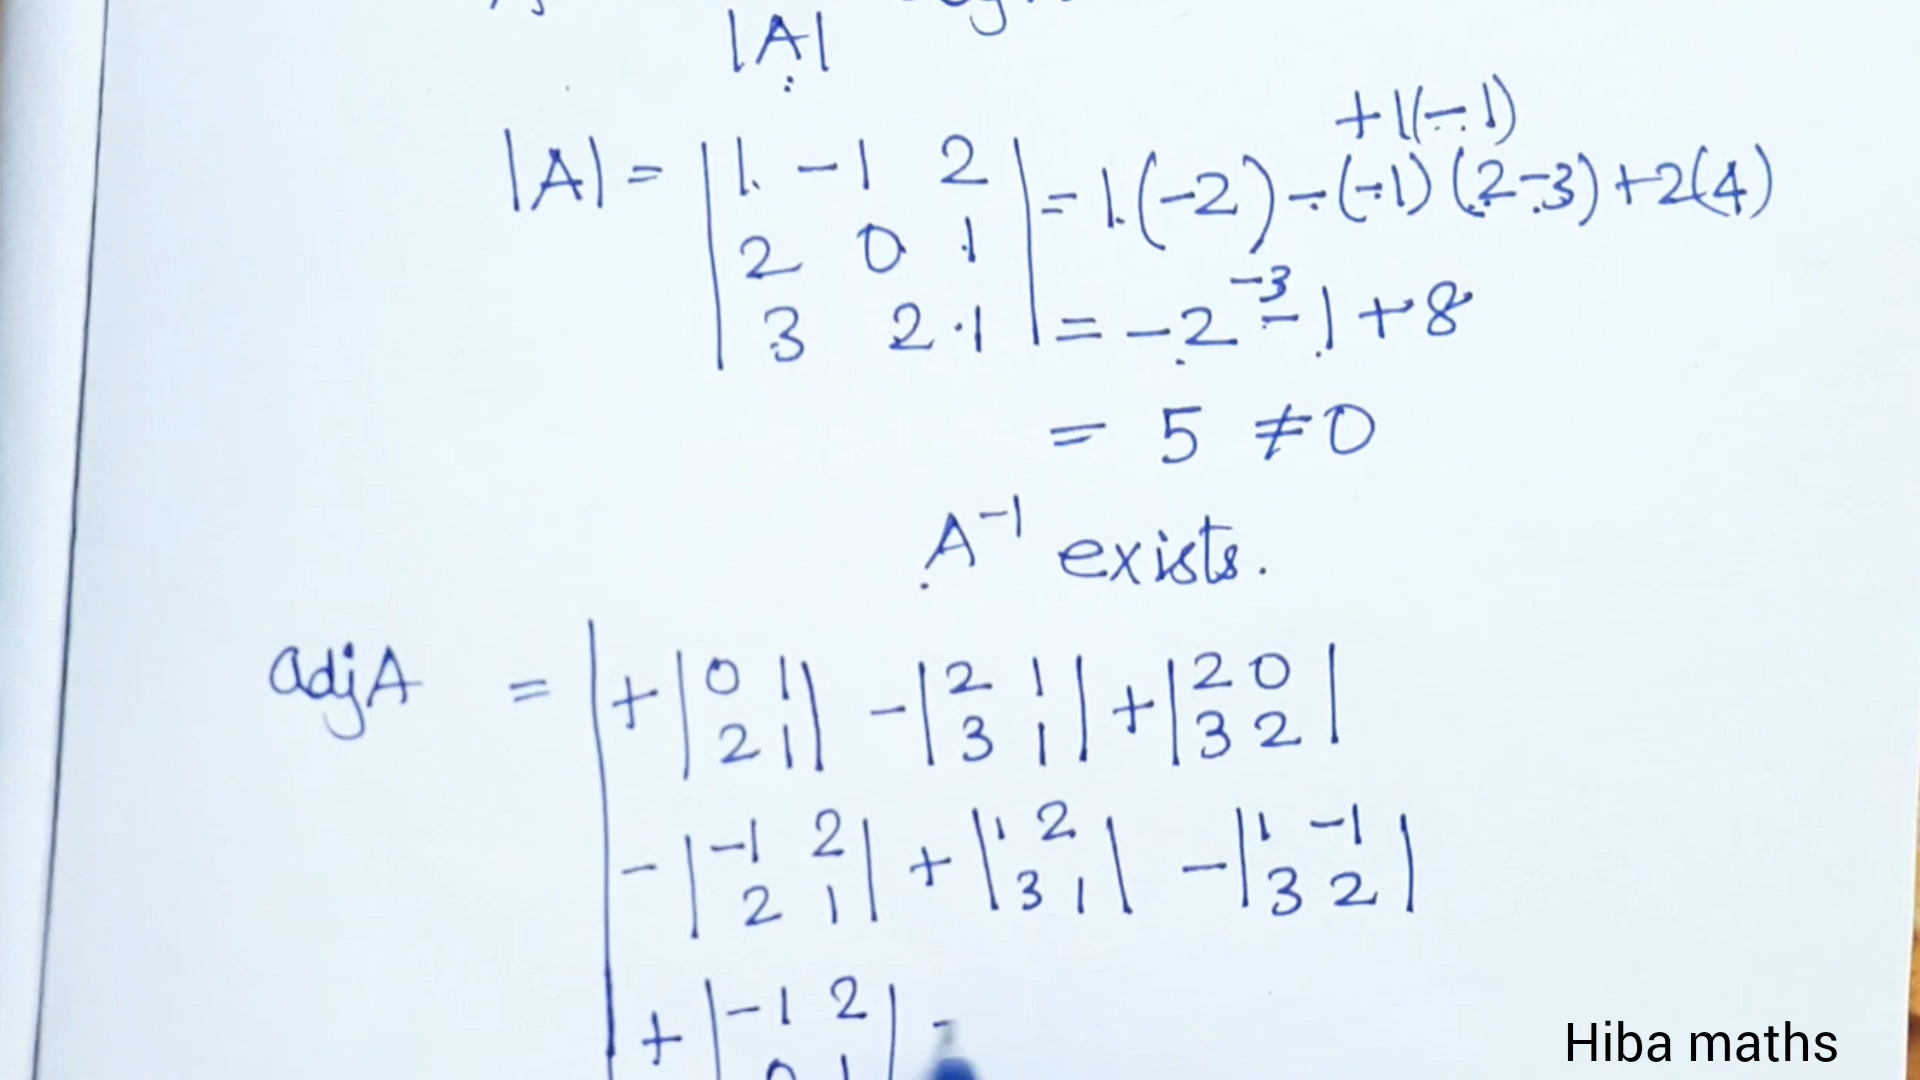 |A|
+1(-1)
|A| = | 1 -1 2 | = 1.(-2) - (-1) (2-3) + 2(4)
2 0 1
-3
3 2 1 | = -2 - 1 + 8
= 5 ≠ 0
A⁻¹ exists.
adjA = | + | 0 1 | - | 2 1 | + | 2 0 |
2 1 3 1 3 2
- | -1 2 | + | 1 2 | - | 1 -1 |
2 1 3 1 3 2
+ | -1 2 | -
0 1
Hiba maths